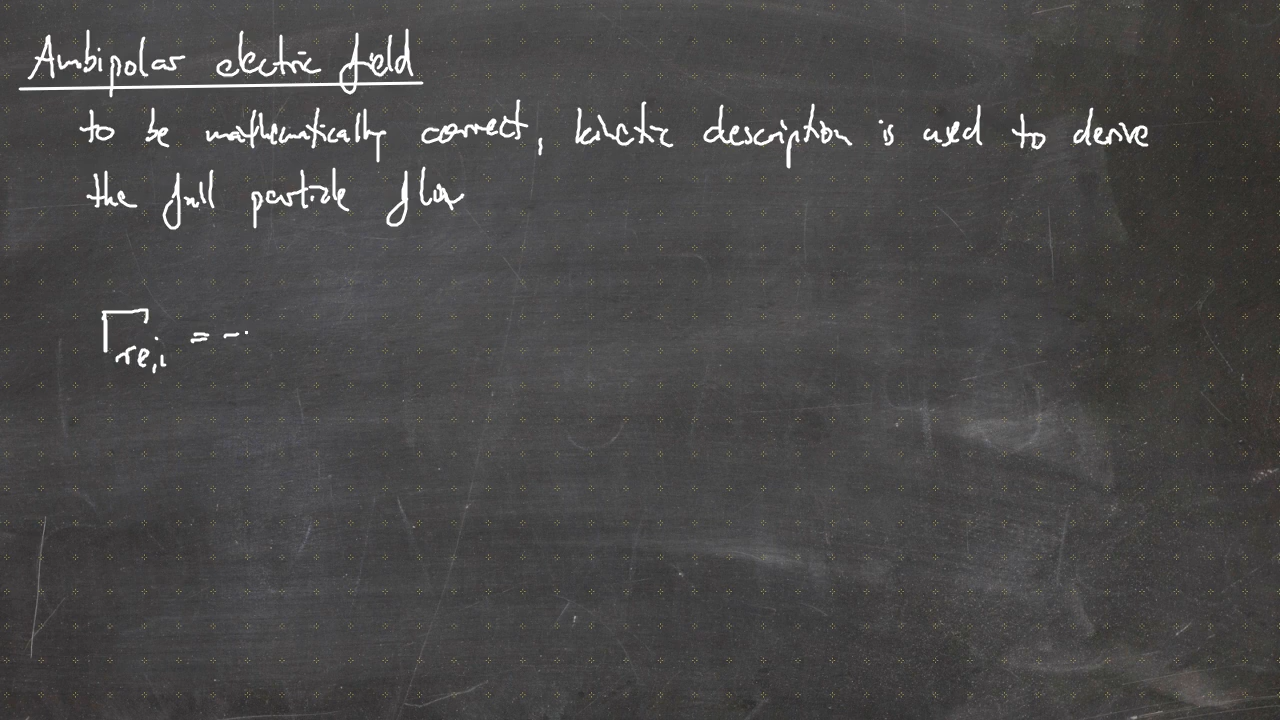 Ambipolar electric field
to be mathematically correct, kinetic description is used to derive
the full particle flux
Γre,i = -·